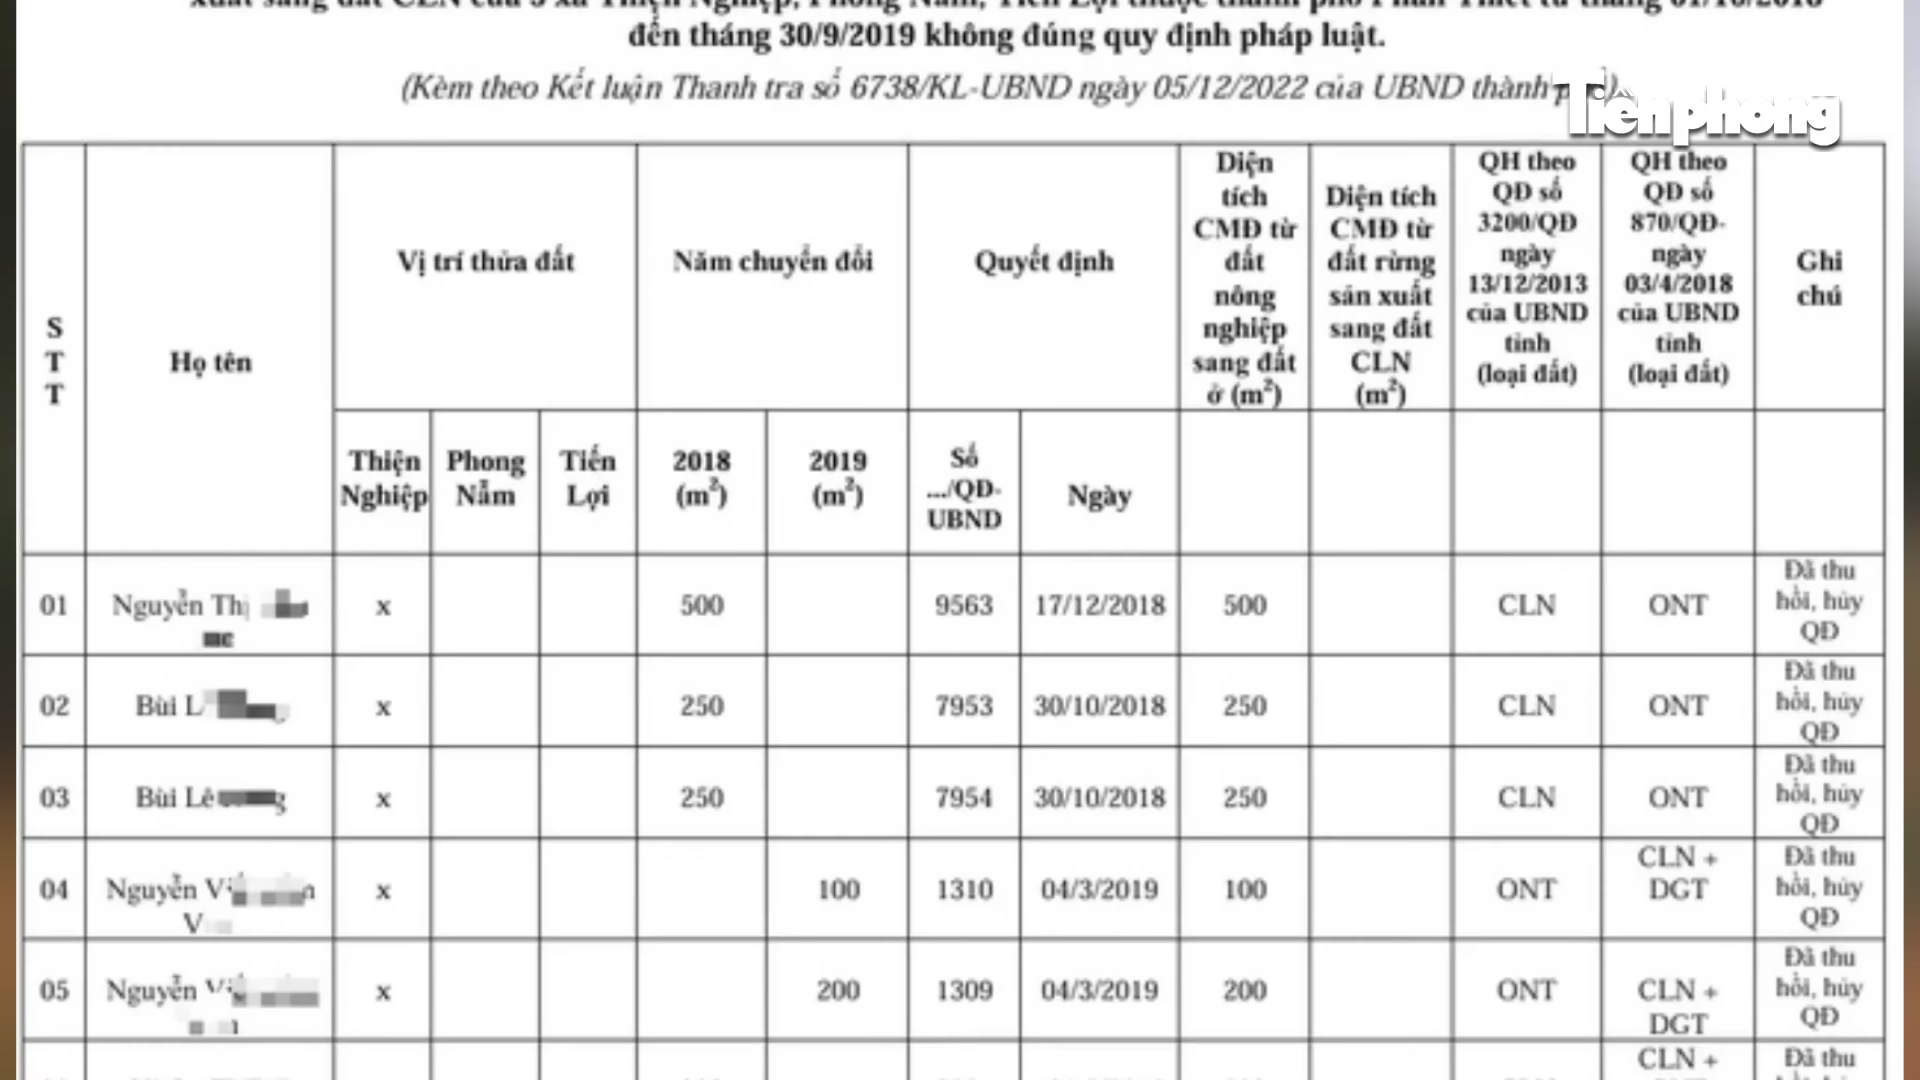 đến tháng 30/9/2019 không đúng quy định pháp luật.
(Kèm theo Kết luận Thanh tra số 6738/KL-UBND ngày 05/12/2022 của UBND thành phố)
Tiền phong
STT
Họ tên
Vị trí thửa đất
Năm chuyển đổi
Quyết định
Diện
tích
CMĐ từ
đất
nông
nghiệp
sang đất
ở (m²)
Diện tích
CMĐ từ
đất rừng
sản xuất
sang đất
CLN
(m²)
QH theo
QĐ số
3200/QĐ
ngày
13/12/2013
của UBND
tỉnh
(loại đất)
QH theo
QĐ số
870/QĐ-
ngày
03/4/2018
của UBND
tỉnh
(loại đất)
Ghi
chú
Thiện
Nghiệp
Phong
Nẫm
Tiến
Lợi
2018
(m²)
2019
(m²)
Số
.../QĐ-
UBND
Ngày
01 Nguyễn Thị x 500 9563 17/12/2018 500 CLN ONT
Đã thu
hồi, hủy
QĐ
02 Bùi L x 250 7953 30/10/2018 250 CLN ONT
Đã thu
hồi, hủy
QĐ
03 Bùi Lê x 250 7954 30/10/2018 250 CLN ONT
Đã thu
hồi, hủy
QĐ
04 Nguyễn V x 100 1310 04/3/2019 100 ONT
CLN +
DGT
Đã thu
hồi, hủy
QĐ
05 Nguyễn x 200 1309 04/3/2019 200 ONT
CLN +
DGT
Đã thu
hồi, hủy
QĐ
CLN +
Đã thu